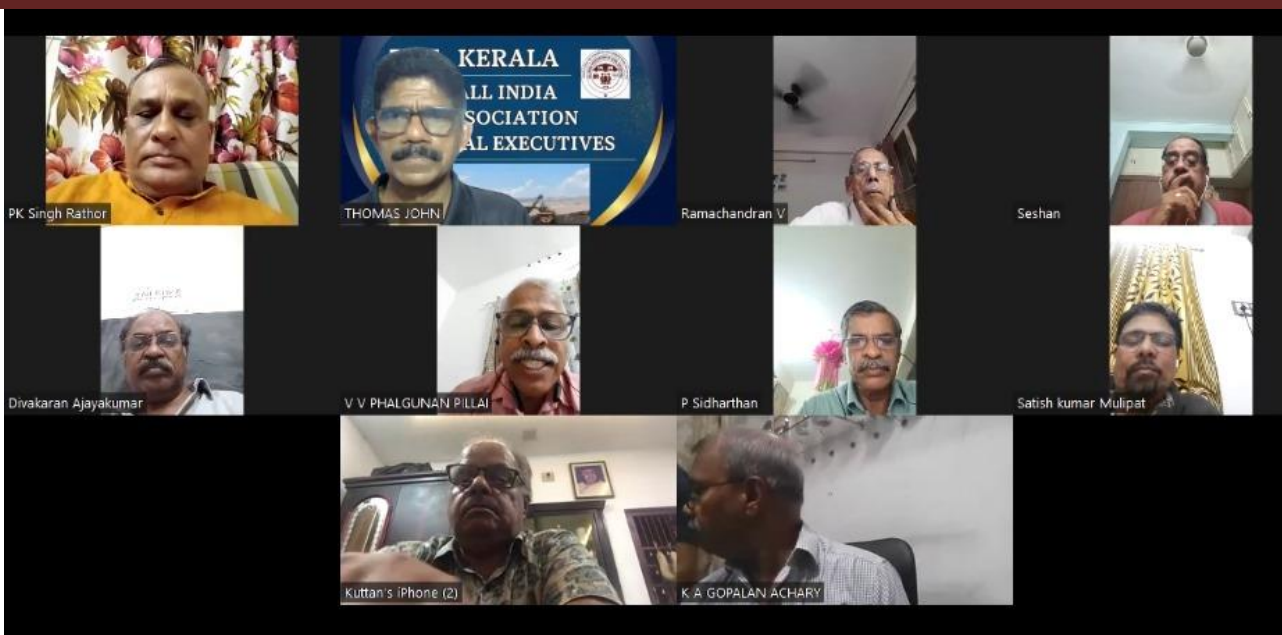 KERALA
ALL INDIA
SOCIATION
AL EXECUTIVES
PK Singh Rathor
THOMAS JOHN
Ramachandran V
Seshan
Divakaran Ajayakumar
V V PHALGUNAN PILLAI
P Sidharthan
Satish kumar Mulipat
Kuttan's iPhone (2)
K A GOPALAN ACHARY